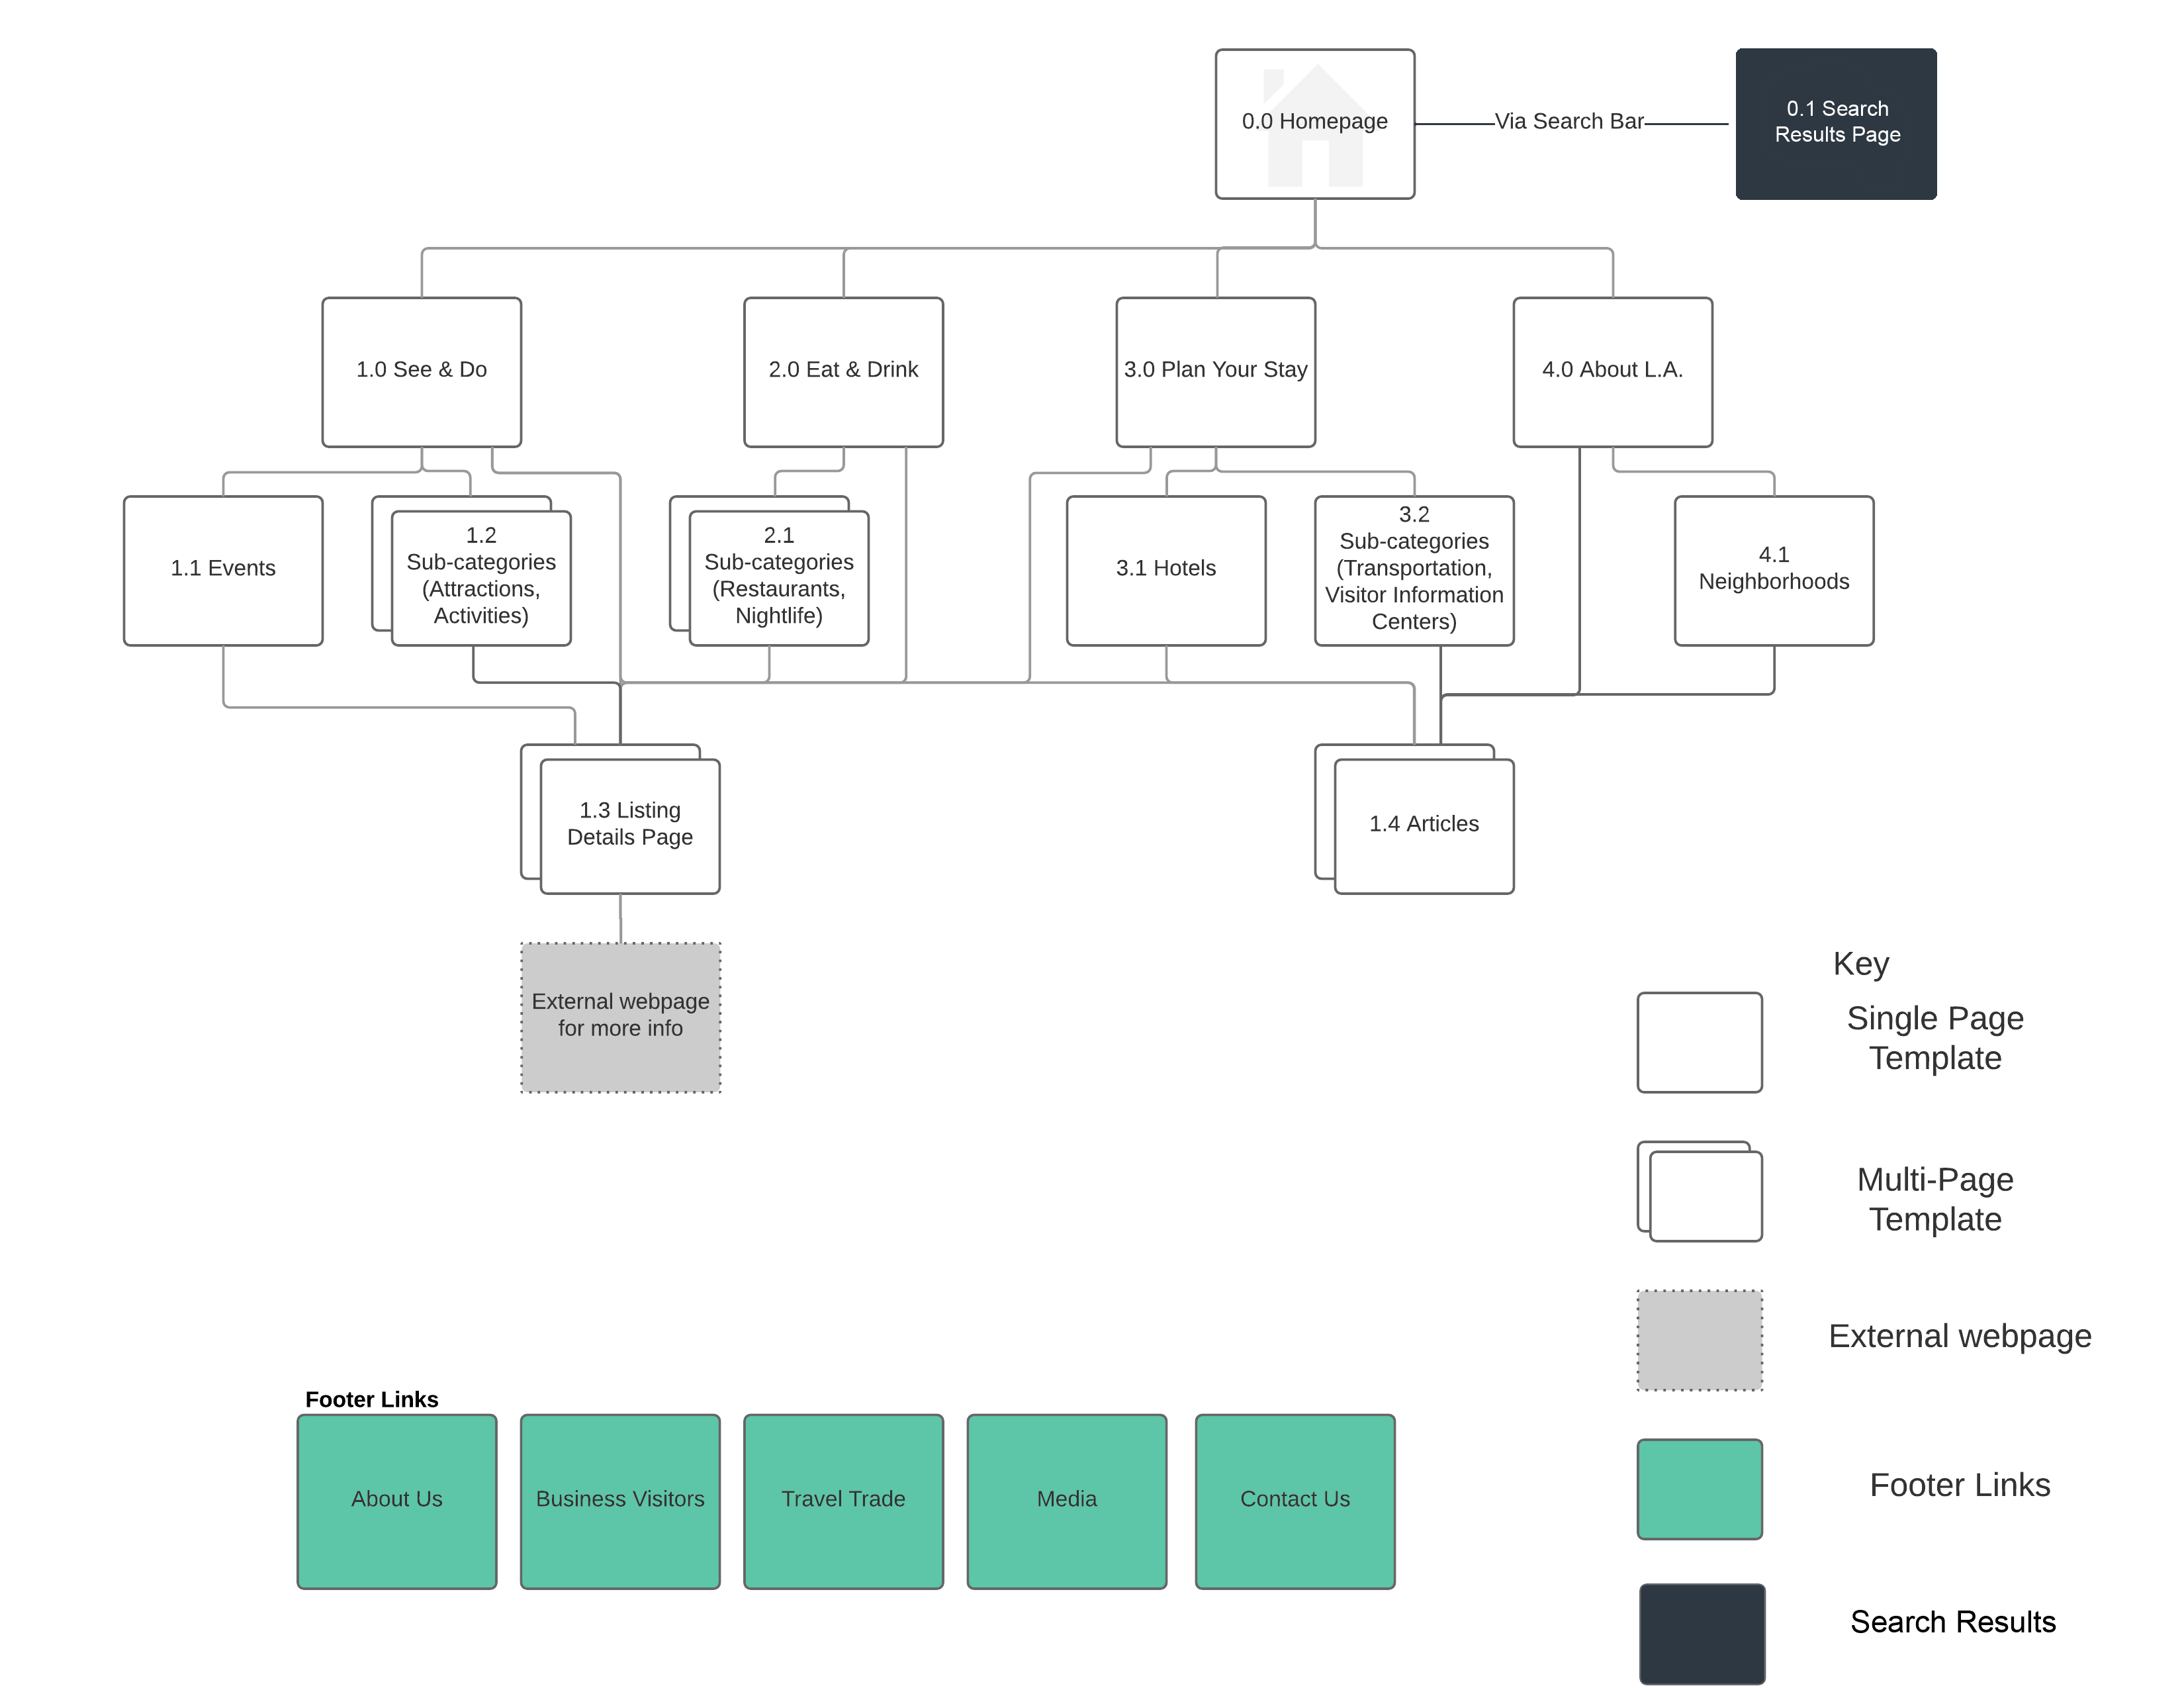 0.0 Homepage
Via Search Bar
0.1 Search
Results Page
1.0 See & Do
2.0 Eat & Drink
3.0 Plan Your Stay
4.0 About L.A.
1.1 Events
1.2
Sub-categories
(Attractions,
Activities)
2.1
Sub-categories
(Restaurants,
Nightlife)
3.1 Hotels
3.2
Sub-categories
(Transportation,
Visitor Information
Centers)
4.1
Neighborhoods
1.3 Listing
Details Page
1.4 Articles
External webpage
for more info
Key
Single Page
Template
Multi-Page
Template
External webpage
Footer Links
Search Results
Footer Links
About Us
Business Visitors
Travel Trade
Media
Contact Us